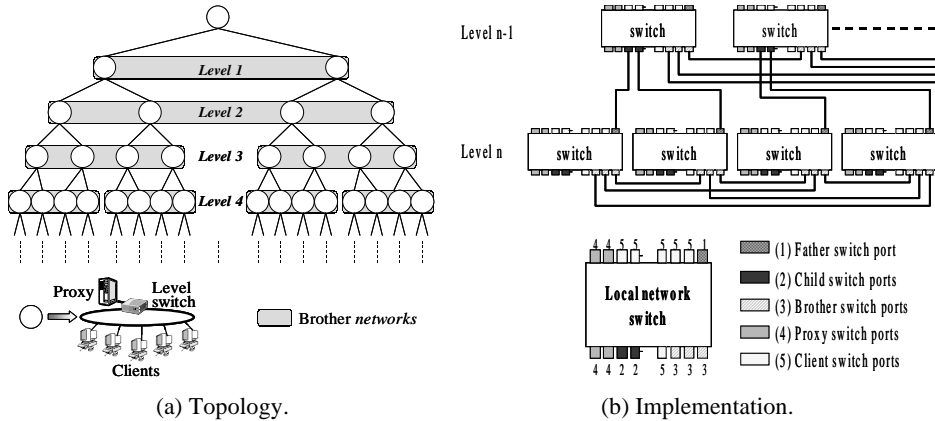 Level 1
Level 2
Level 3
Level 4
Proxy
Level switch
Clients
Brother networks
(a) Topology.
Level n-1
switch
switch
Level n
switch
switch
switch
switch
4 4 5 5 5 5 5 1
Local network switch
4 4 2 2 5 3 3 3
(1) Father switch port
(2) Child switch ports
(3) Brother switch ports
(4) Proxy switch ports
(5) Client switch ports
(b) Implementation.